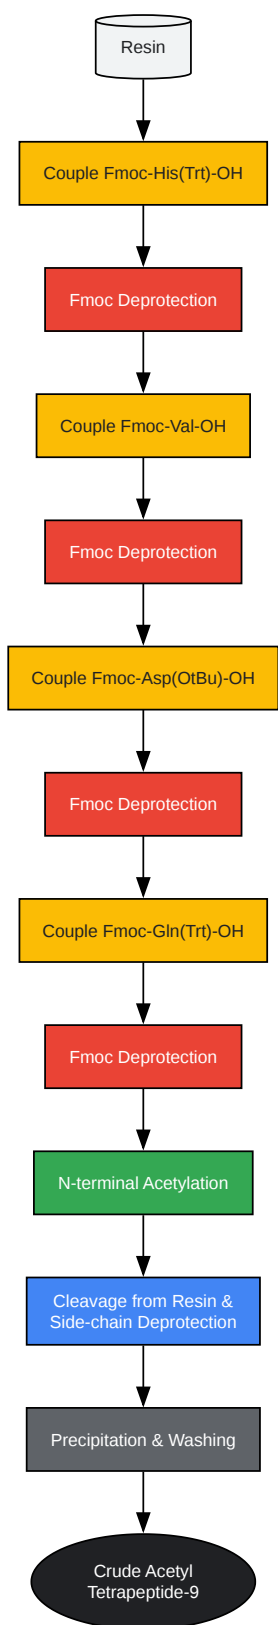 Resin
Couple Fmoc-His(Trt)-OH
Fmoc Deprotection
Couple Fmoc-Val-OH
Fmoc Deprotection
Couple Fmoc-Asp(OtBu)-OH
Fmoc Deprotection
Couple Fmoc-Gln(Trt)-OH
Fmoc Deprotection
N-terminal Acetylation
Cleavage from Resin &
Side-chain Deprotection
Precipitation & Washing
Crude Acetyl
Tetrapeptide-9